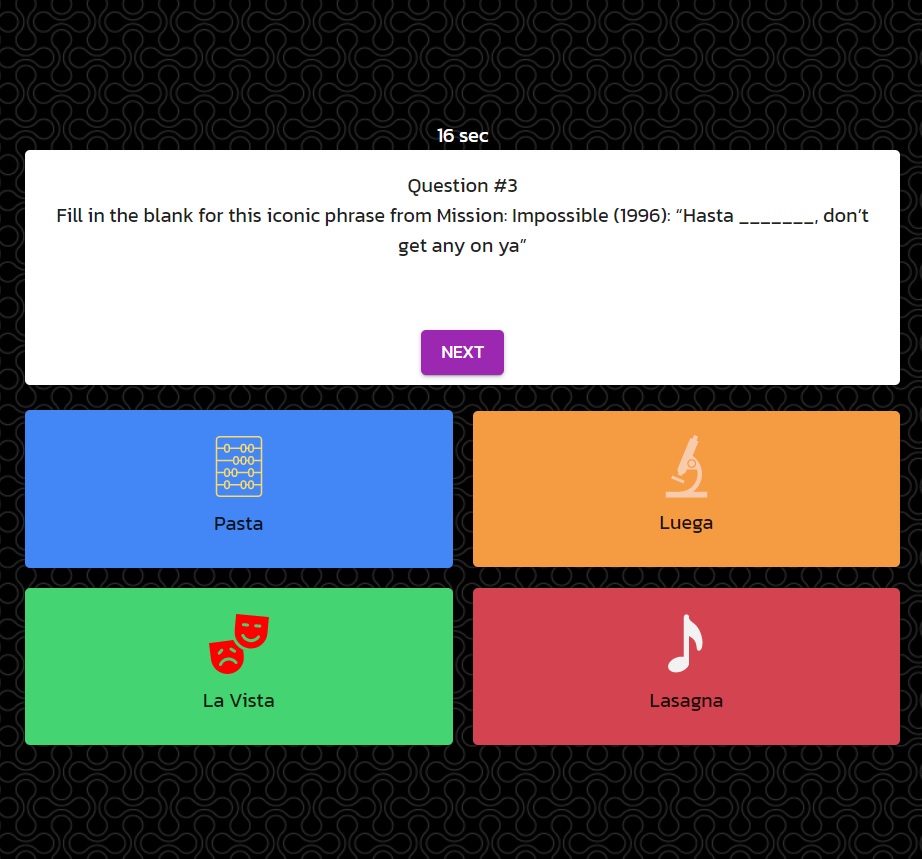 16 sec
Question #3
Fill in the blank for this iconic phrase from Mission: Impossible (1996): “Hasta _______, don’t
get any on ya”
NEXT
Pasta
Luega
La Vista
Lasagna